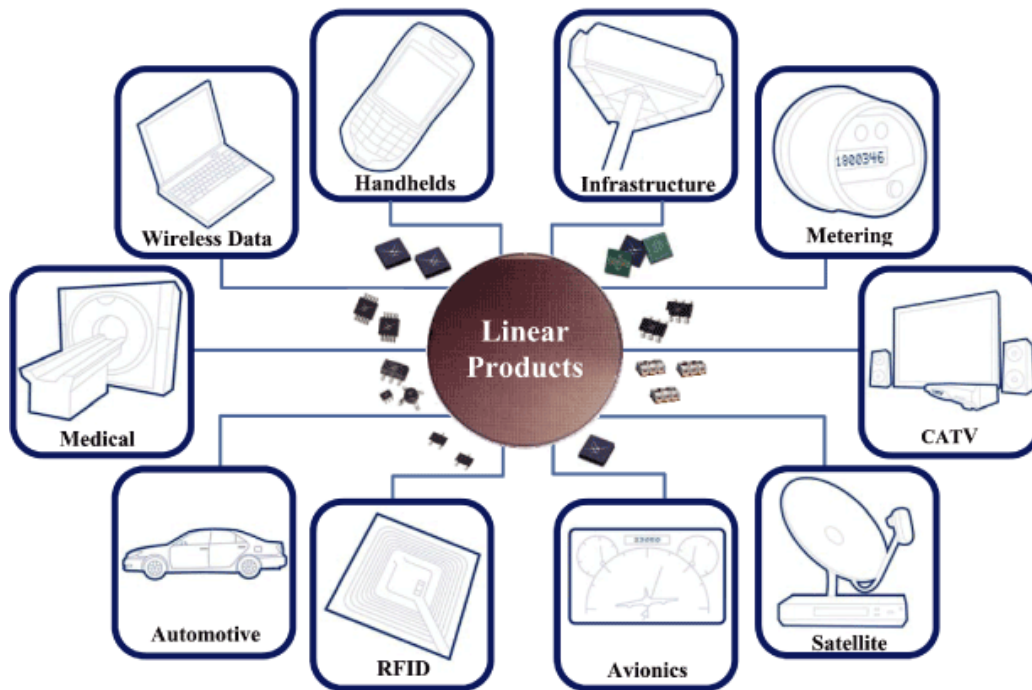 Handhelds
Infrastructure
Wireless Data
1800346
Metering
Linear
Products
Medical
CATV
Automotive
RFID
Avionics
Satellite